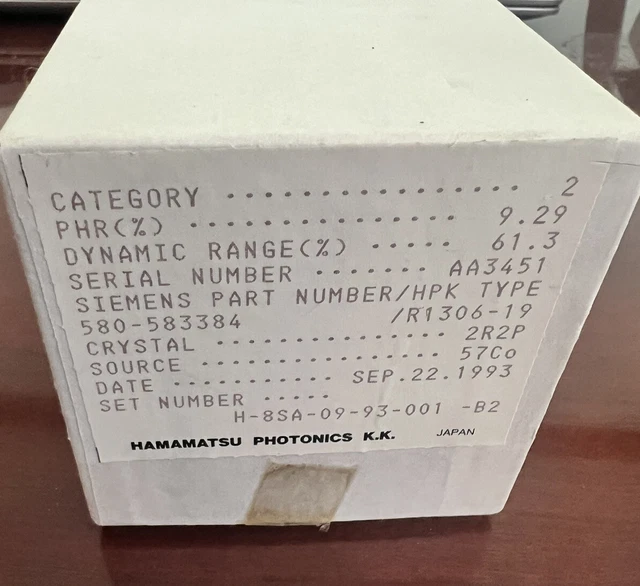 CATEGORY ................ 2
PHR(%) ............... 9.29
DYNAMIC RANGE(%) ..... 61.3
SERIAL NUMBER ....... AA3451
SIEMENS PART NUMBER/HPK TYPE
580-583384 /R1306-19
CRYSTAL ............... 2R2P
SOURCE ................ 57Co
DATE ........... SEP.22.1993
SET NUMBER .....
H-8SA-09-93-001 -B2
HAMAMATSU PHOTONICS K.K. JAPAN